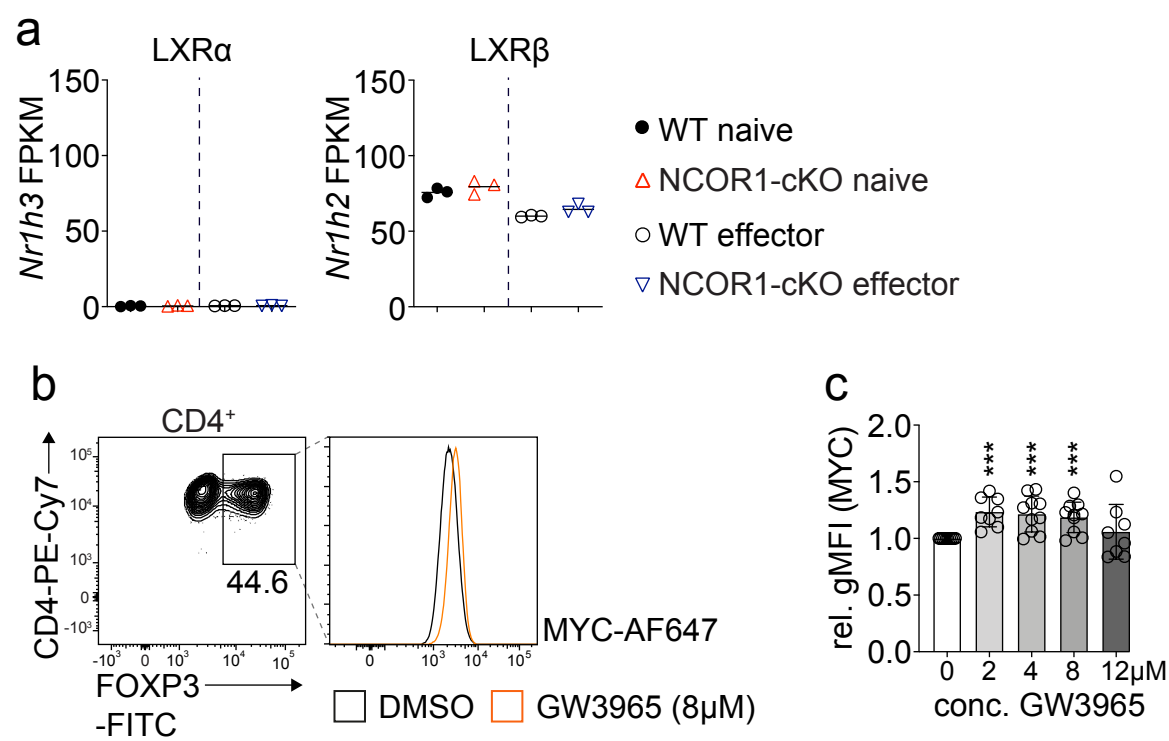 a
LXRα
LXRβ
Nr1h3 FPKM
150
100
50
0
Nr1h2 FPKM
150
100
50
0
WT naive
NCOR1-cKO naive
WT effector
NCOR1-cKO effector
b
CD4⁺
CD4-PE-Cy7
10⁵
10⁴
10³
0
-10³
44.6
-10³ 0 10³ 10⁴ 10⁵
FOXP3
-FITC
0 10³ 10⁴ 10⁵
MYC-AF647
DMSO
GW3965 (8μM)
c
rel. gMFI (MYC)
2.0
1.5
1.0
0.5
0.0
*** *** ***
0 2 4 8 12μM
conc. GW3965